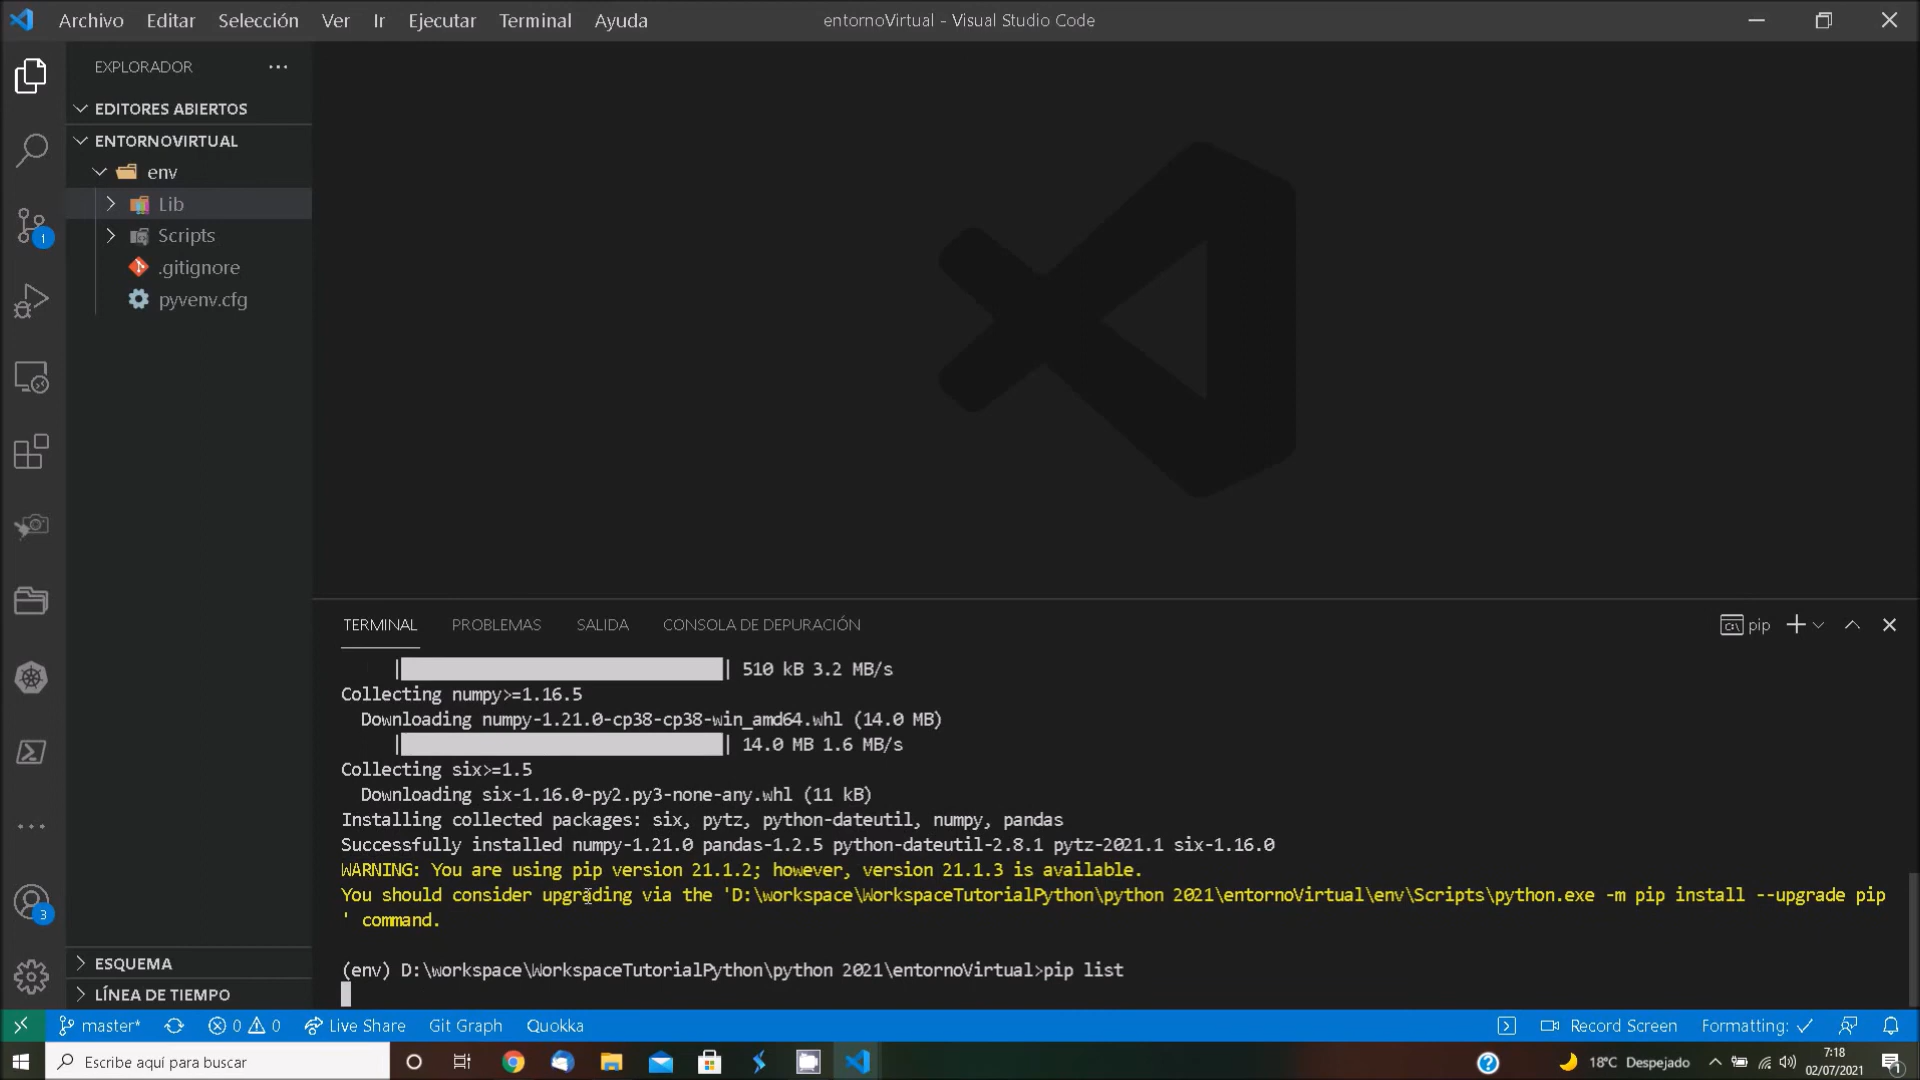 Archivo Editar Selección Ver Ir Ejecutar Terminal Ayuda
entornoVirtual - Visual Studio Code
EXPLORADOR
EDITORES ABIERTOS
ENTORNOVIRTUAL
env
Lib
Scripts
.gitignore
pyvenv.cfg
1
3
ESQUEMA
LÍNEA DE TIEMPO
TERMINAL PROBLEMAS SALIDA CONSOLA DE DEPURACIÓN
pip
510 kB 3.2 MB/s
Collecting numpy>=1.16.5
Downloading numpy-1.21.0-cp38-cp38-win_amd64.whl (14.0 MB)
14.0 MB 1.6 MB/s
Collecting six>=1.5
Downloading six-1.16.0-py2.py3-none-any.whl (11 kB)
Installing collected packages: six, pytz, python-dateutil, numpy, pandas
Successfully installed numpy-1.21.0 pandas-1.2.5 python-dateutil-2.8.1 pytz-2021.1 six-1.16.0
WARNING: You are using pip version 21.1.2; however, version 21.1.3 is available.
You should consider upgrading via the 'D:\workspace\WorkspaceTutorialPython\python 2021\entornoVirtual\env\Scripts\python.exe -m pip install --upgrade pip
' command.
(env) D:\workspace\WorkspaceTutorialPython\python 2021\entornoVirtual>pip list
master* 0 0 Live Share Git Graph Quokka
Record Screen Formatting:
Escribe aquí para buscar
18°C Despejado
7:18
02/07/2021
1